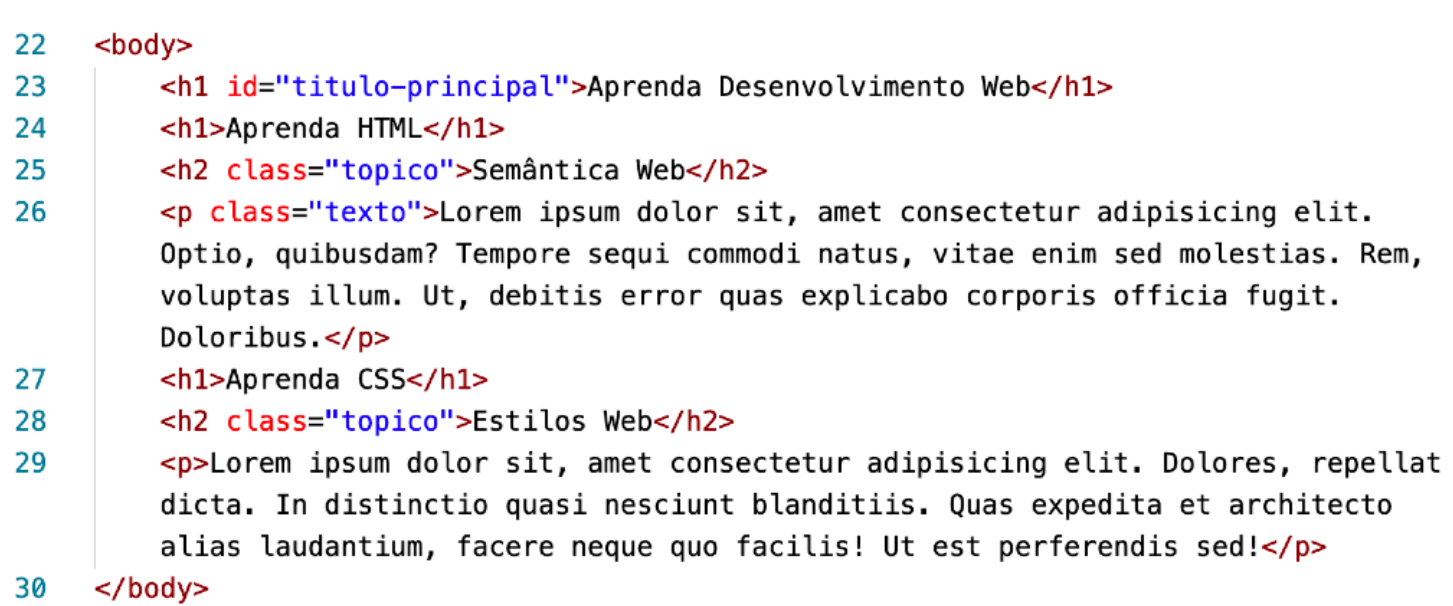 22 <body>
23 <h1 id="titulo-principal">Aprenda Desenvolvimento Web</h1>
24 <h1>Aprenda HTML</h1>
25 <h2 class="topico">Semântica Web</h2>
26 <p class="texto">Lorem ipsum dolor sit, amet consectetur adipisicing elit.
Optio, quibusdam? Tempore sequi commodi natus, vitae enim sed molestias. Rem,
voluptas illum. Ut, debitis error quas explicabo corporis officia fugit.
Doloribus.</p>
27 <h1>Aprenda CSS</h1>
28 <h2 class="topico">Estilos Web</h2>
29 <p>Lorem ipsum dolor sit, amet consectetur adipisicing elit. Dolores, repellat
dicta. In distinctio quasi nesciunt blanditiis. Quas expedita et architecto
alias laudantium, facere neque quo facilis! Ut est perferendis sed!</p>
30 </body>